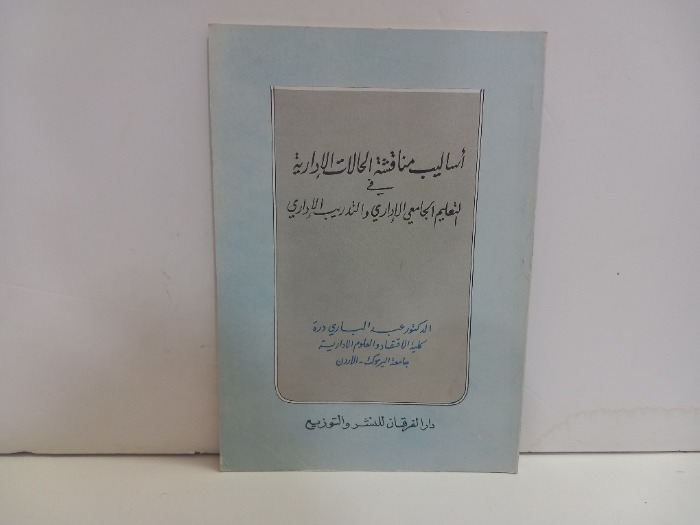 أساليب مناقشة الحالات الإدارية
في
التعليم الجامعي الإداري والتدريب الإداري
الدكتور عبد الباري درة
كلية الاقتصاد والعلوم الادارية
جامعة اليرموك - الأردن
دار الفرقان للنشر والتوزيع